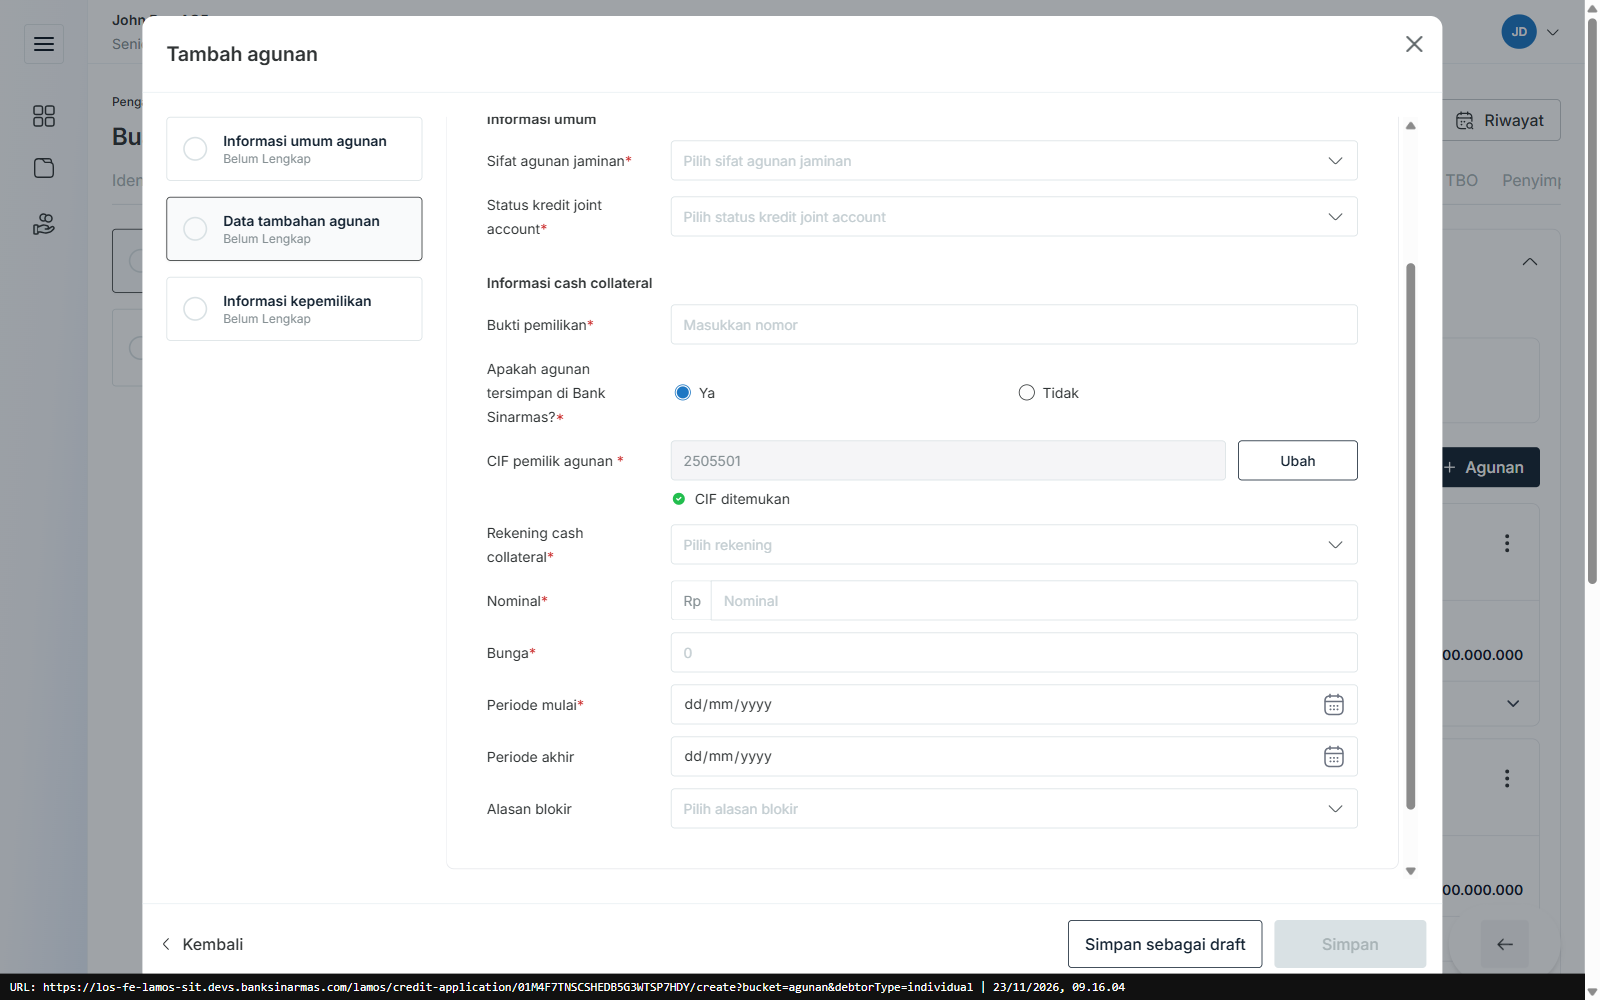 Tambah agunan
JD
Riwayat
TBO
Informasi umum agunan
Belum Lengkap
Data tambahan agunan
Belum Lengkap
Informasi kepemilikan
Belum Lengkap
Informasi umum
Sifat agunan jaminan*
Pilih sifat agunan jaminan
Status kredit joint
account*
Pilih status kredit joint account
Informasi cash collateral
Bukti pemilikan*
Masukkan nomor
Apakah agunan
tersimpan di Bank
Sinarmas?*
Ya
Tidak
CIF pemilik agunan *
2505501
Ubah
CIF ditemukan
Rekening cash
collateral*
Pilih rekening
Nominal*
Rp
Nominal
Bunga*
0
Periode mulai*
dd/mm/yyyy
Periode akhir
dd/mm/yyyy
Alasan blokir
Pilih alasan blokir
+ Agunan
00.000.000
00.000.000
Kembali
Simpan sebagai draft
Simpan
URL: https://los-fe-lamos-sit.devs.banksinarmas.com/lamos/credit-application/01M4F7TNSCSHEDB5G3WTSP7HDY/create?bucket=agunan&debtorType=individual | 23/11/2026, 09.16.04